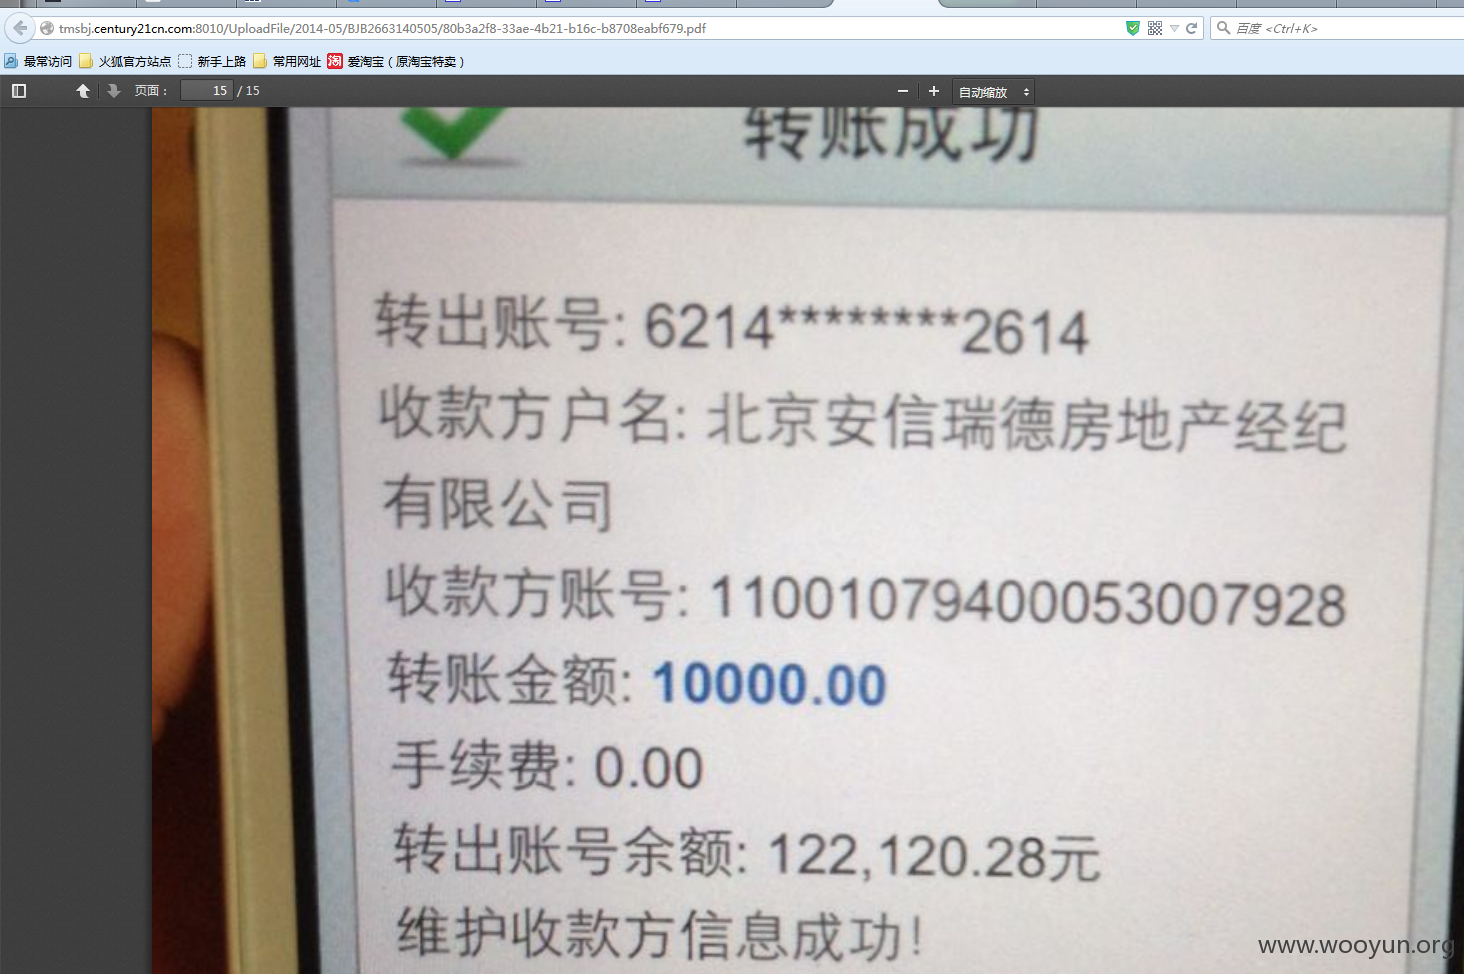 tmsbj.century21cn.com:8010/UploadFile/2014-05/BJB2663140505/80b3a2f8-33ae-4b21-b16c-b8708eabf679.pdf
百度 <Ctrl+K>
最常访问 火狐官方站点 新手上路 常用网址 淘 爱淘宝（原淘宝特卖）
页面： 15 / 15 自动缩放
转账成功
转出账号: 6214********2614
收款方户名: 北京安信瑞德房地产经纪
有限公司
收款方账号: 11001079400053007928
转账金额: 10000.00
手续费: 0.00
转出账号余额: 122,120.28元
维护收款方信息成功!
www.wooyun.org